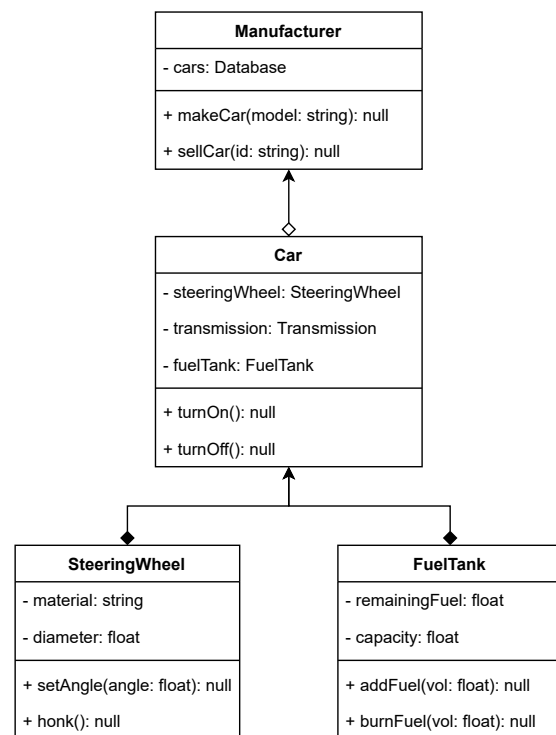 Manufacturer
- cars: Database
+ makeCar(model: string): null
+ sellCar(id: string): null
Car
- steeringWheel: SteeringWheel
- transmission: Transmission
- fuelTank: FuelTank
+ turnOn(): null
+ turnOff(): null
SteeringWheel
- material: string
- diameter: float
+ setAngle(angle: float): null
+ honk(): null
FuelTank
- remainingFuel: float
- capacity: float
+ addFuel(vol: float): null
+ burnFuel(vol: float): null